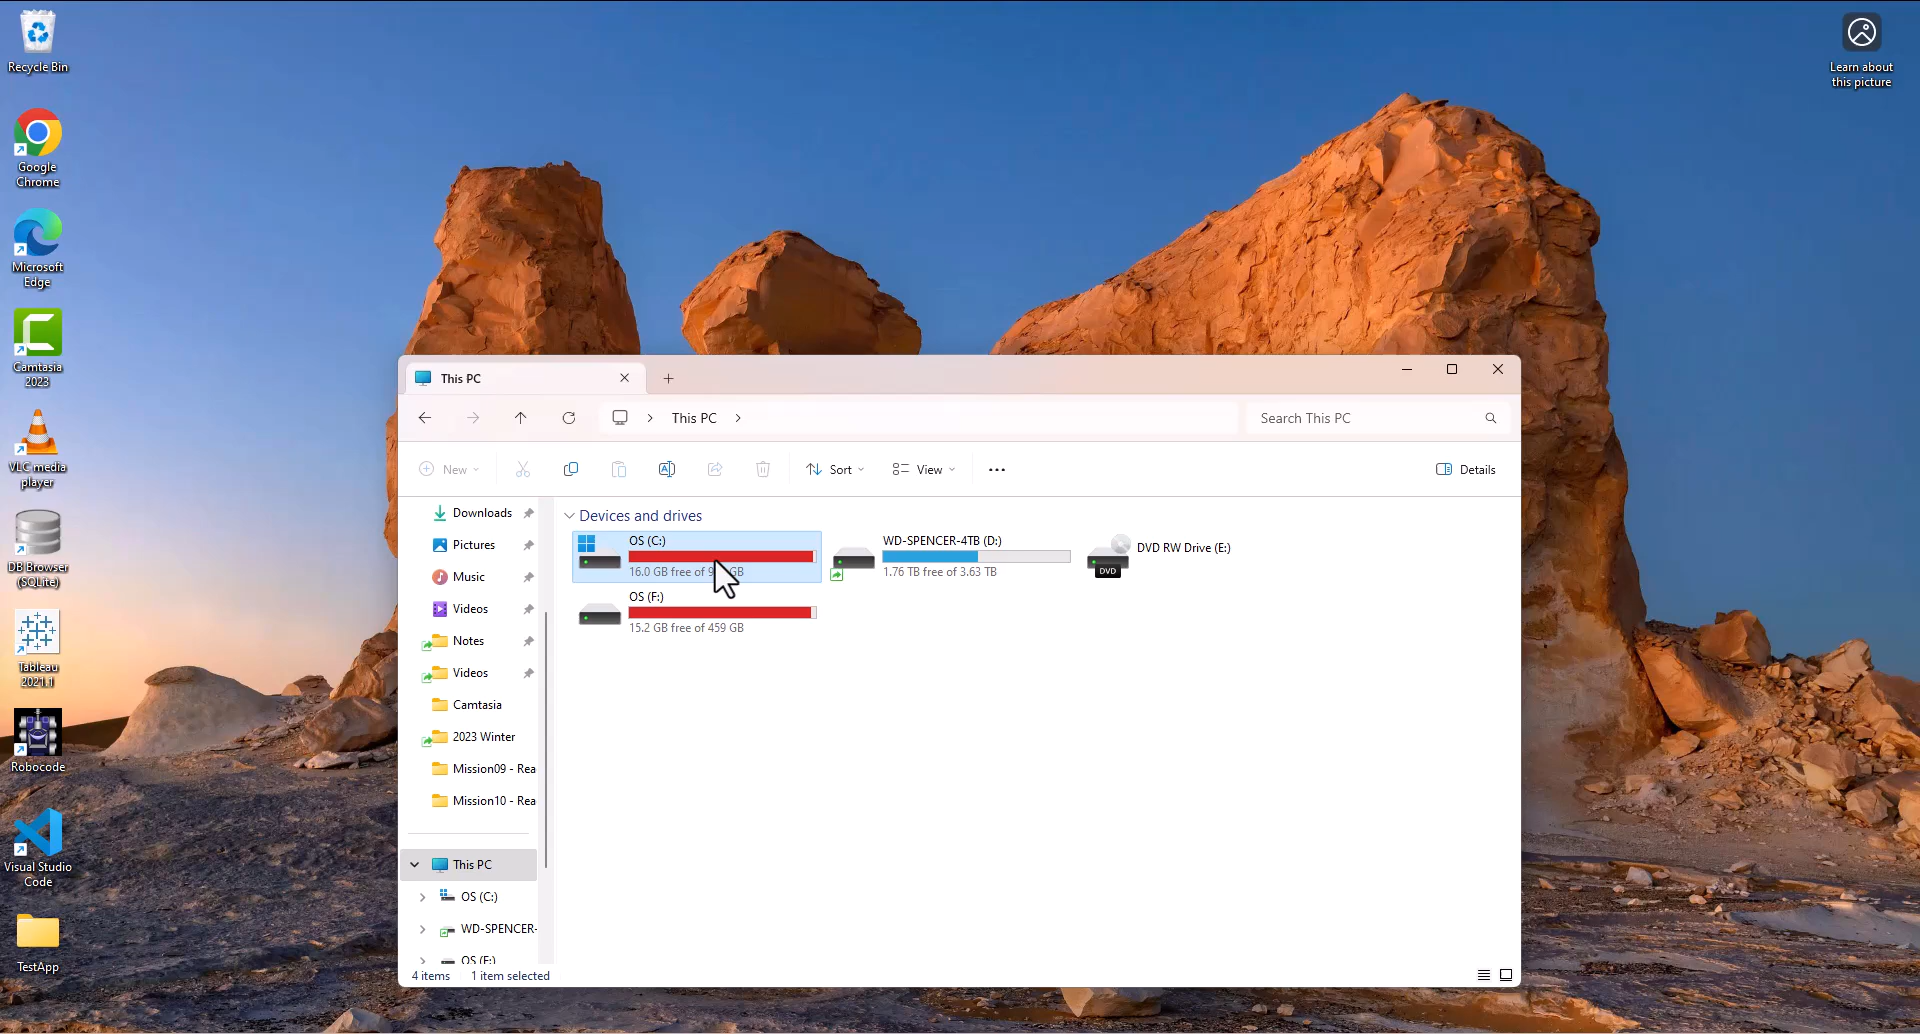 Recycle Bin
Google
Chrome
Microsoft
Edge
Camtasia
2023
VLC media
player
DB Browser
(SQLite)
Tableau
2021.1
Robocode
Visual Studio
Code
TestApp
Learn about
this picture
This PC
This PC
Search This PC
New
Sort
View
Details
Downloads
Pictures
Music
Videos
Notes
Videos
Camtasia
2023 Winter
Mission09 - Rea
Mission10 - Rea
This PC
OS (C:)
WD-SPENCER-
OS (F:)
Devices and drives
OS (C:)
16.0 GB free of GB
WD-SPENCER-4TB (D:)
1.76 TB free of 3.63 TB
DVD RW Drive (E:)
DVD
OS (F:)
15.2 GB free of 459 GB
4 items 1 item selected